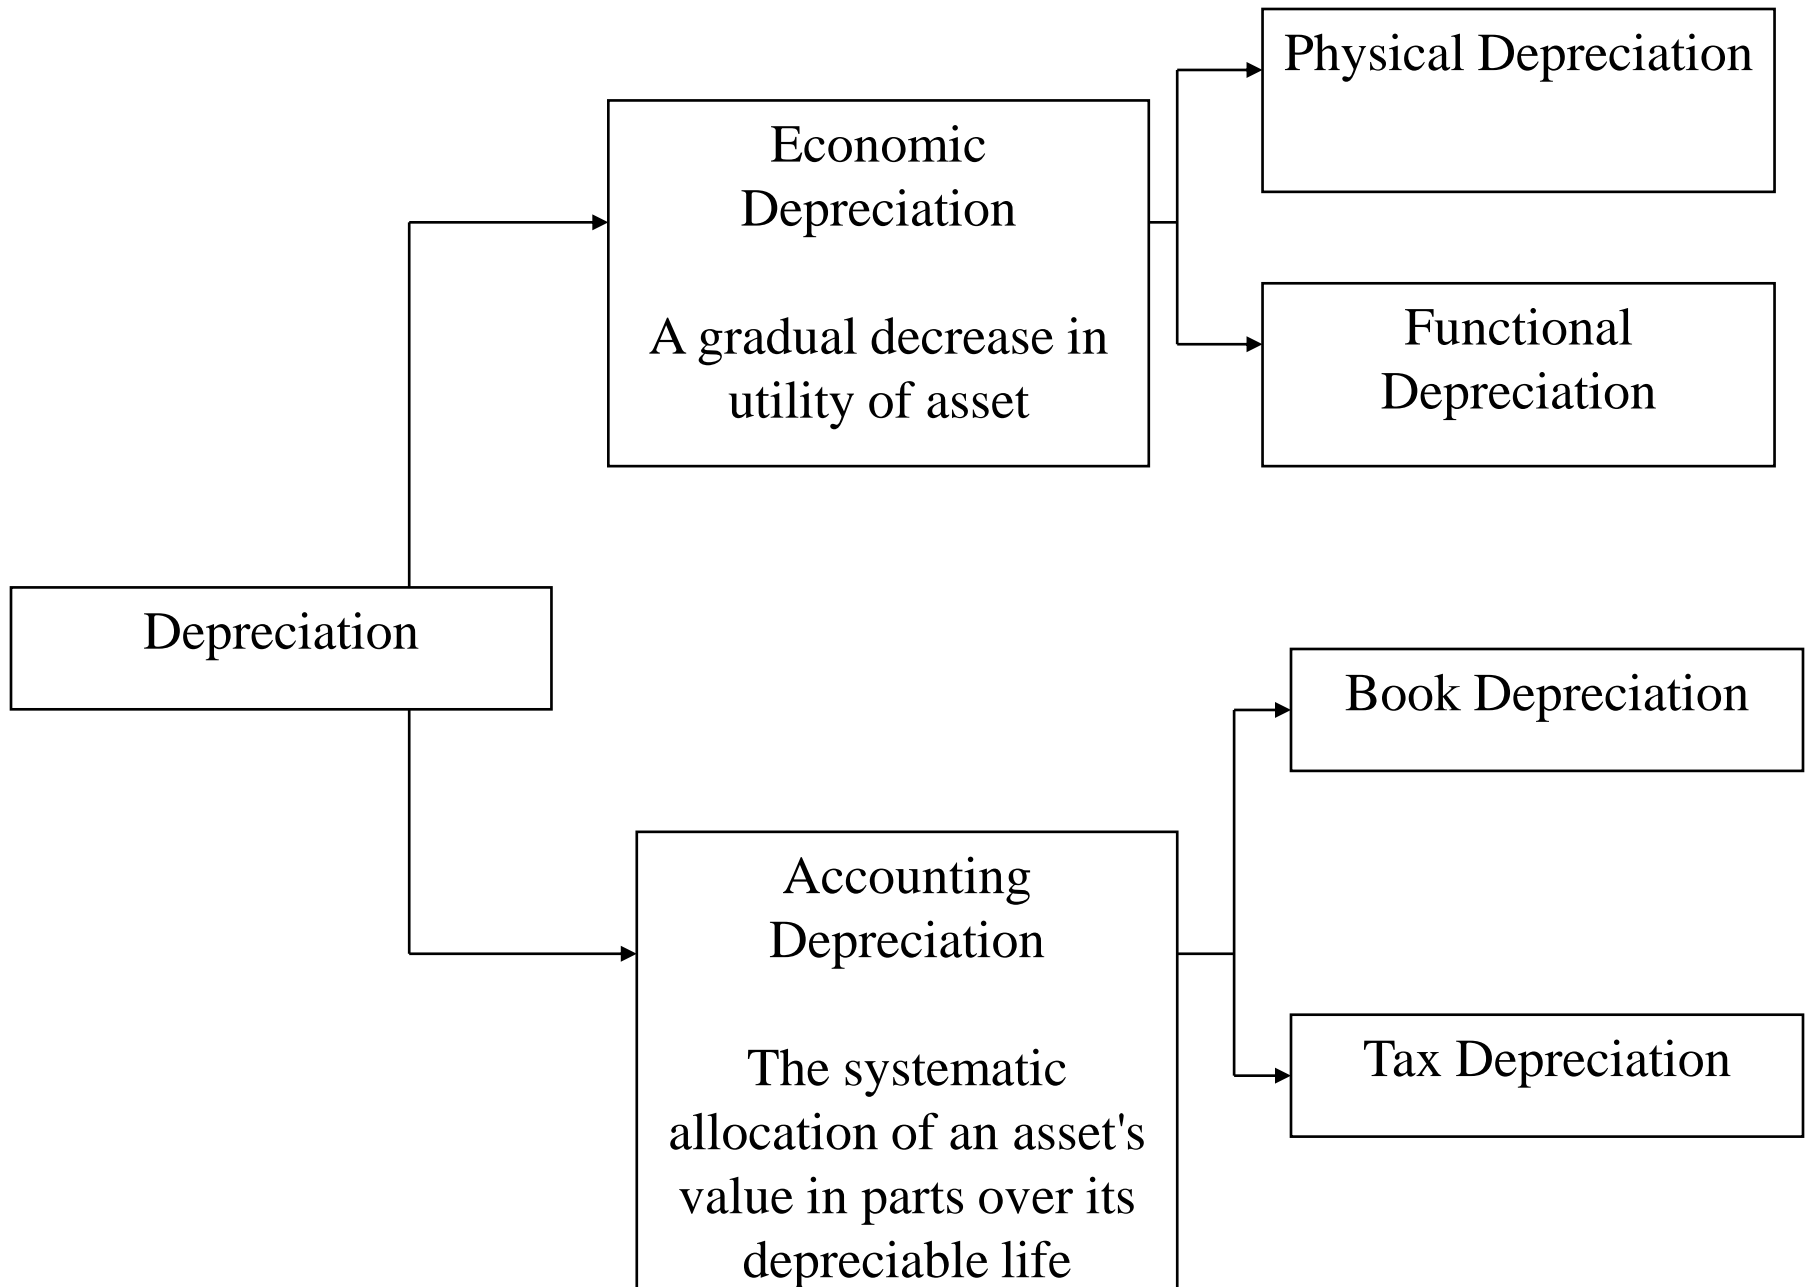 Physical Depreciation
Economic
Depreciation
A gradual decrease in
utility of asset
Functional
Depreciation
Depreciation
Book Depreciation
Accounting
Depreciation
The systematic
allocation of an asset's
value in parts over its
depreciable life
Tax Depreciation